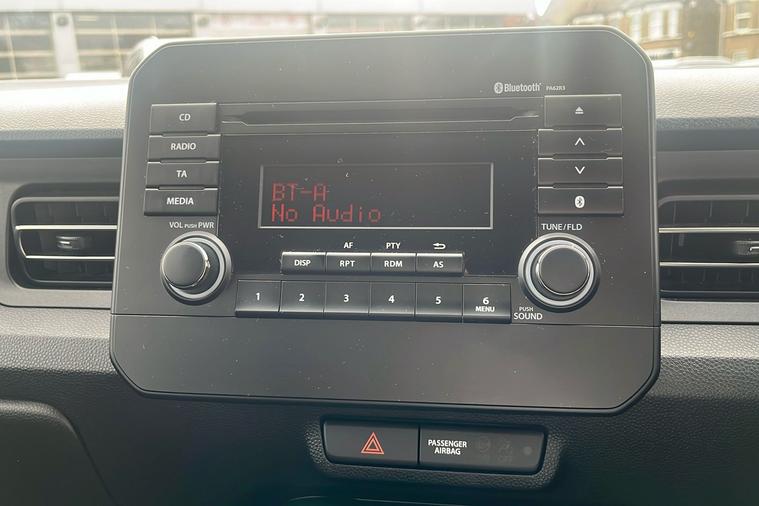 Bluetooth® PA62R3
CD
RADIO
TA
MEDIA
BT-A
No Audio
VOL PUSH PWR
TUNE/FLD
AF PTY
DISP RPT RDM AS
1 2 3 4 5 6
MENU
PUSH
SOUND
PASSENGER
AIRBAG